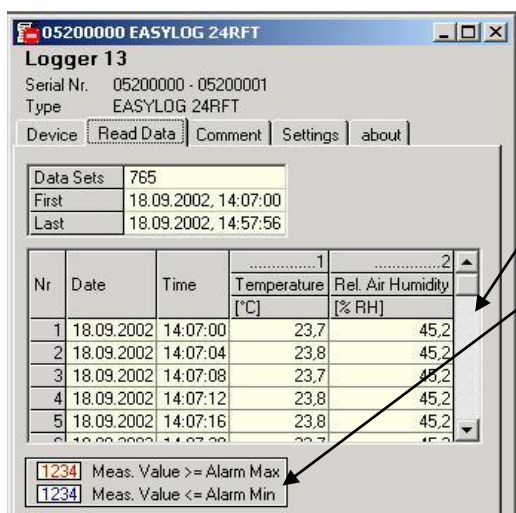 05200000 EASYLOG 24RFT
Logger 13
Serial Nr. 05200000 - 05200001
Type EASYLOG 24RFT
Device Read Data Comment Settings about
Data Sets 765
First 18.09.2002, 14:07:00
Last 18.09.2002, 14:57:56
..............1 ..............2
Nr Date Time Temperature Rel. Air Humidity
[°C] [% RH]
1 18.09.2002 14:07:00 23,7 45,2
2 18.09.2002 14:07:04 23,8 45,2
3 18.09.2002 14:07:08 23,7 45,2
4 18.09.2002 14:07:12 23,8 45,2
5 18.09.2002 14:07:16 23,8 45,2
1234 Meas. Value >= Alarm Max
1234 Meas. Value <= Alarm Min